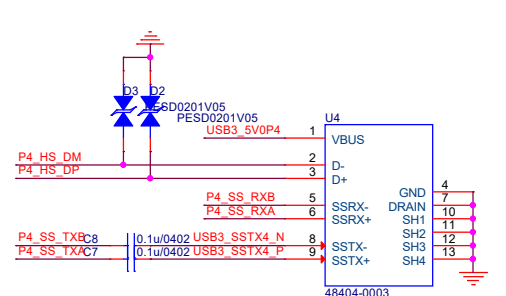 D3 D2
PESD0201V05
PESD0201V05
U4
USB3_5V0P4 1 VBUS
P4_HS_DM 2 D-
P4_HS_DP 3 D+
GND 4
P4_SS_RXB 5 SSRX- DRAIN 7
P4_SS_RXA 6 SSRX+ SH1 10
SH2 11
P4_SS_TXB C8 0.1u/0402 USB3_SSTX4_N 8 SSTX- SH3 12
P4_SS_TXA C7 0.1u/0402 USB3_SSTX4_P 9 SSTX+ SH4 13
48404-0003